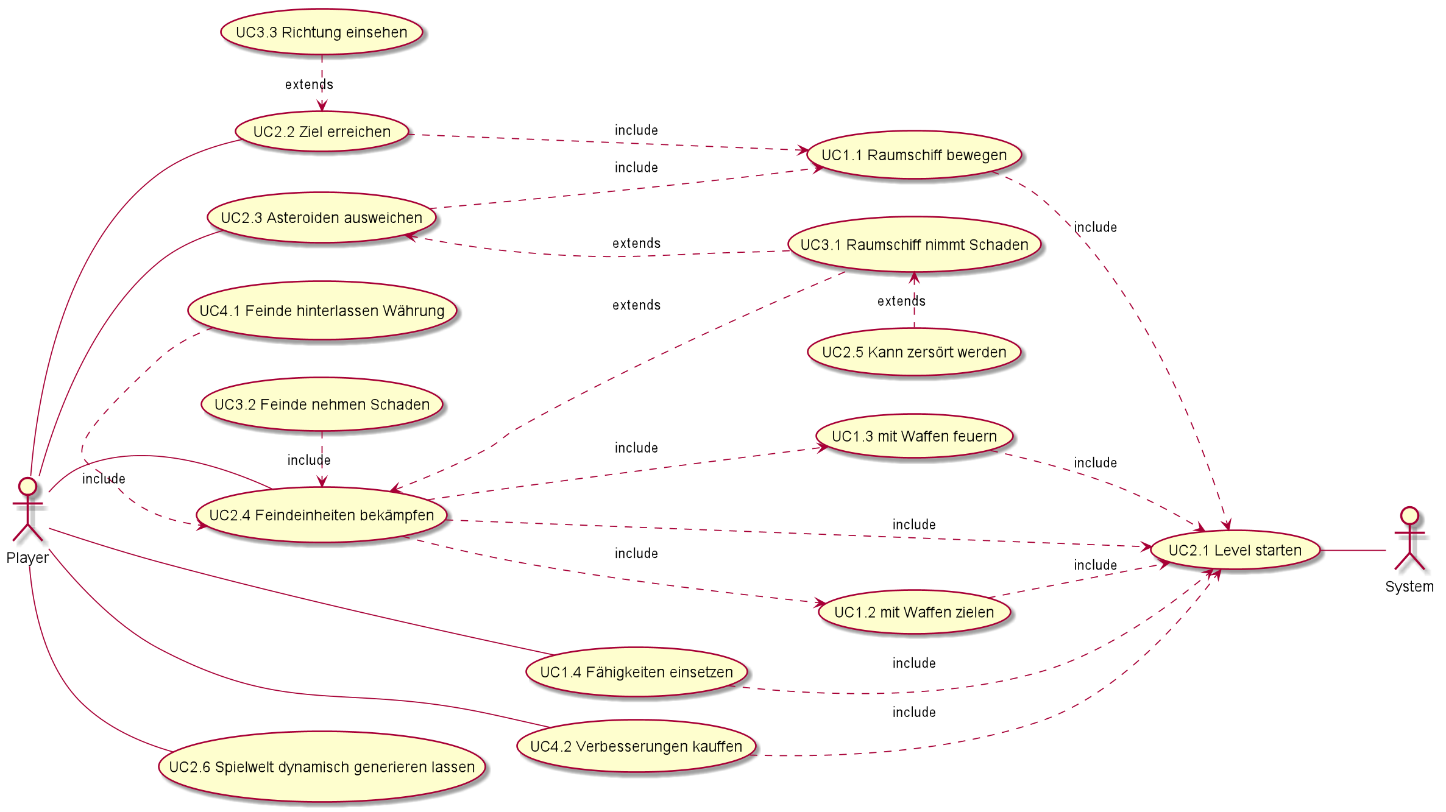 UC3.3 Richtung einsehen
extends
UC2.2 Ziel erreichen
include
UC1.1 Raumschiff bewegen
include
UC2.3 Asteroiden ausweichen
include
extends
UC3.1 Raumschiff nimmt Schaden
UC4.1 Feinde hinterlassen Währung
extends
extends
UC2.5 Kann zersört werden
UC3.2 Feinde nehmen Schaden
include
include
UC1.3 mit Waffen feuern
include
include
UC2.4 Feindeinheiten bekämpfen
include
UC2.1 Level starten
Player
System
include
include
UC1.2 mit Waffen zielen
UC1.4 Fähigkeiten einsetzen
include
include
UC4.2 Verbesserungen kauffen
UC2.6 Spielwelt dynamisch generieren lassen